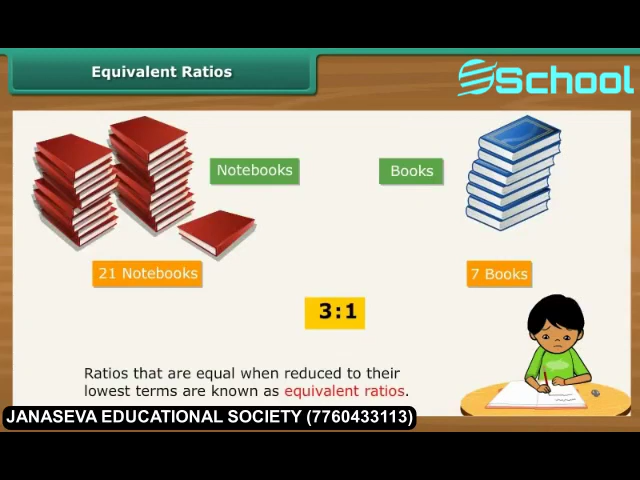 Equivalent Ratios
School
Notebooks
Books
21 Notebooks
7 Books
3:1
Ratios that are equal when reduced to their
lowest terms are known as equivalent ratios.
JANASEVA EDUCATIONAL SOCIETY (7760433113)